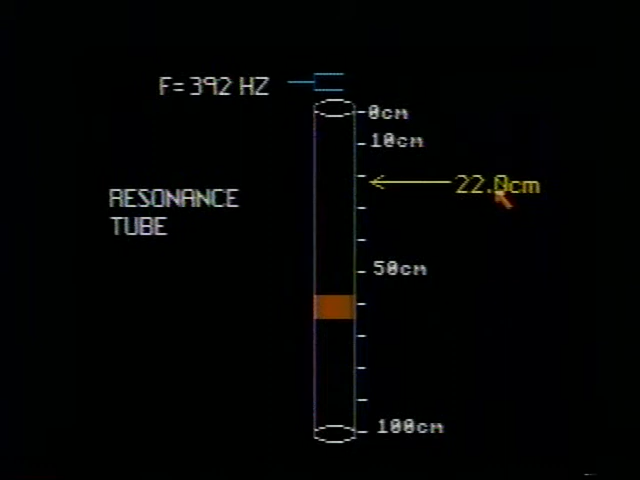 F= 392 HZ
0cm
10cm
22.0cm
RESONANCE
TUBE
50cm
100cm